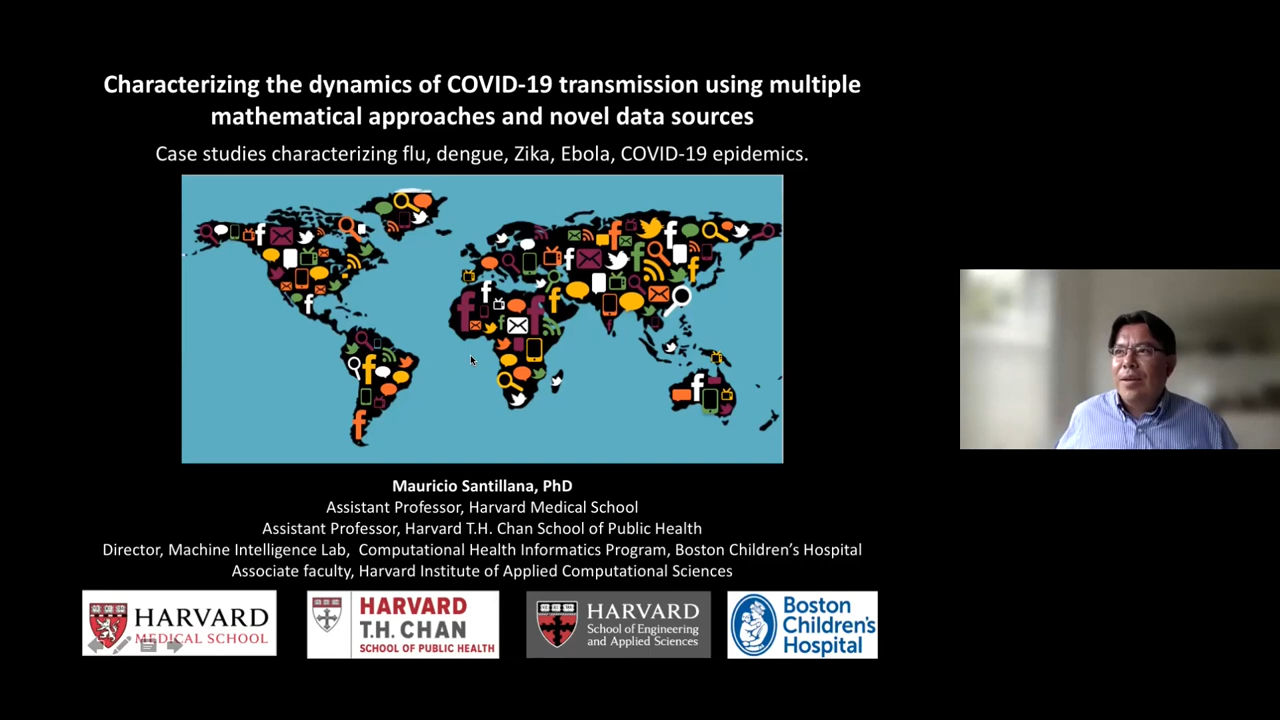 Characterizing the dynamics of COVID-19 transmission using multiple
mathematical approaches and novel data sources
Case studies characterizing flu, dengue, Zika, Ebola, COVID-19 epidemics.
Mauricio Santillana, PhD
Assistant Professor, Harvard Medical School
Assistant Professor, Harvard T.H. Chan School of Public Health
Director, Machine Intelligence Lab, Computational Health Informatics Program, Boston Children's Hospital
Associate faculty, Harvard Institute of Applied Computational Sciences
HARVARD
MEDICAL SCHOOL
HARVARD
T.H. CHAN
SCHOOL OF PUBLIC HEALTH
HARVARD
School of Engineering
and Applied Sciences
Boston
Children's
Hospital